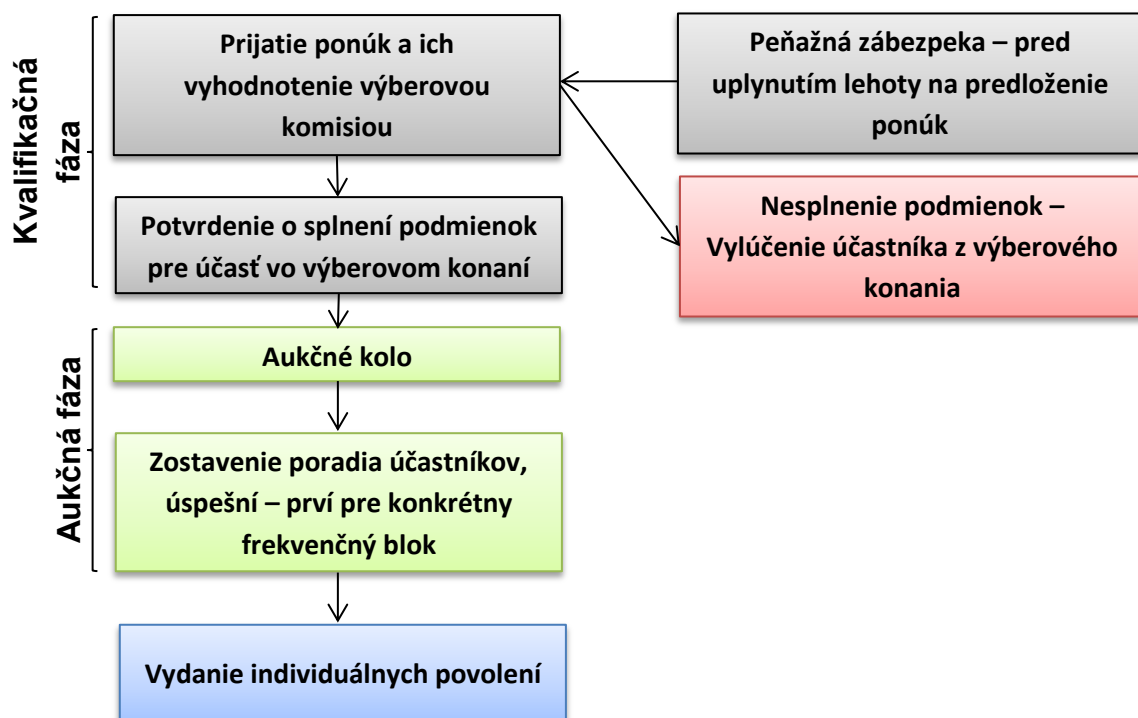 Kvalifikačná
fáza
Prijatie ponúk a ich
vyhodnotenie výberovou
komisiou
Peňažná zábezpeka – pred
uplynutím lehoty na predloženie
ponúk
Potvrdenie o splnení podmienok
pre účasť vo výberovom konaní
Nesplnenie podmienok –
Vylúčenie účastníka z výberového
konania
Aukčná fáza
Aukčné kolo
Zostavenie poradia účastníkov,
úspešní – prví pre konkrétny
frekvenčný blok
Vydanie individuálnych povolení